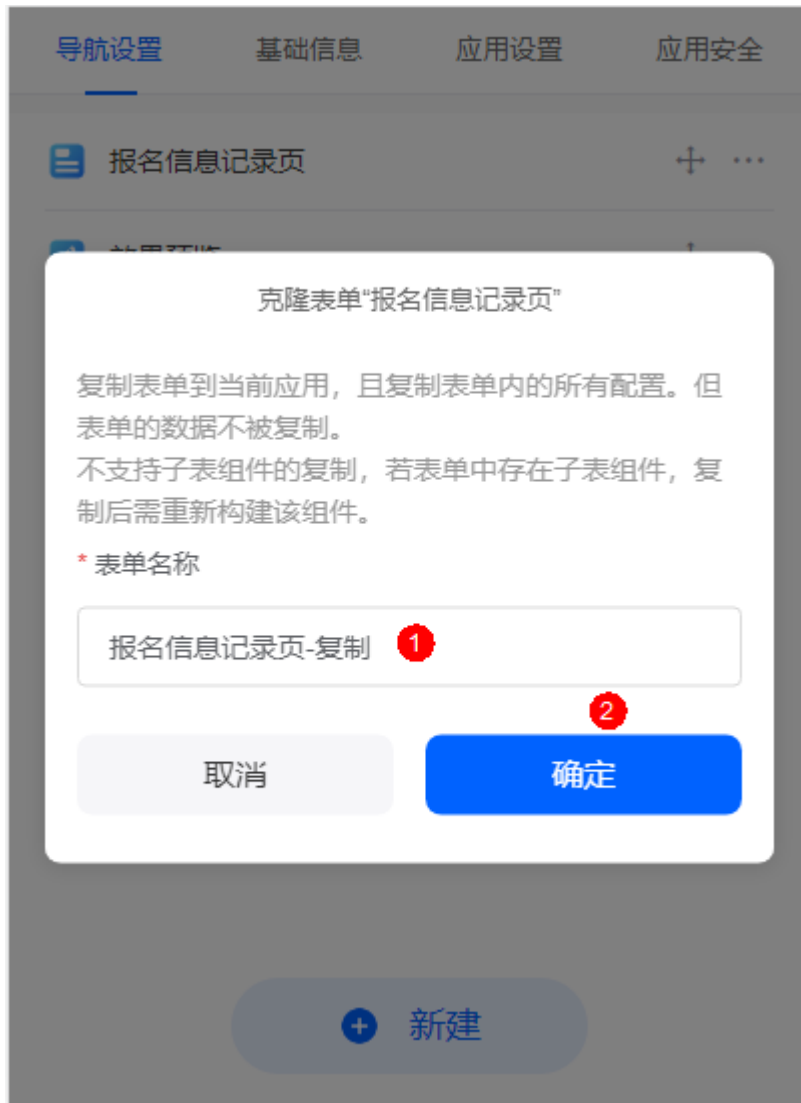 导航设置 基础信息 应用设置 应用安全
报名信息记录页
效果预览
克隆表单“报名信息记录页”
复制表单到当前应用，且复制表单内的所有配置。但
表单的数据不被复制。
不支持子表组件的复制，若表单中存在子表组件，复
制后需重新构建该组件。
* 表单名称
报名信息记录页-复制 1
2
取消 确定
新建